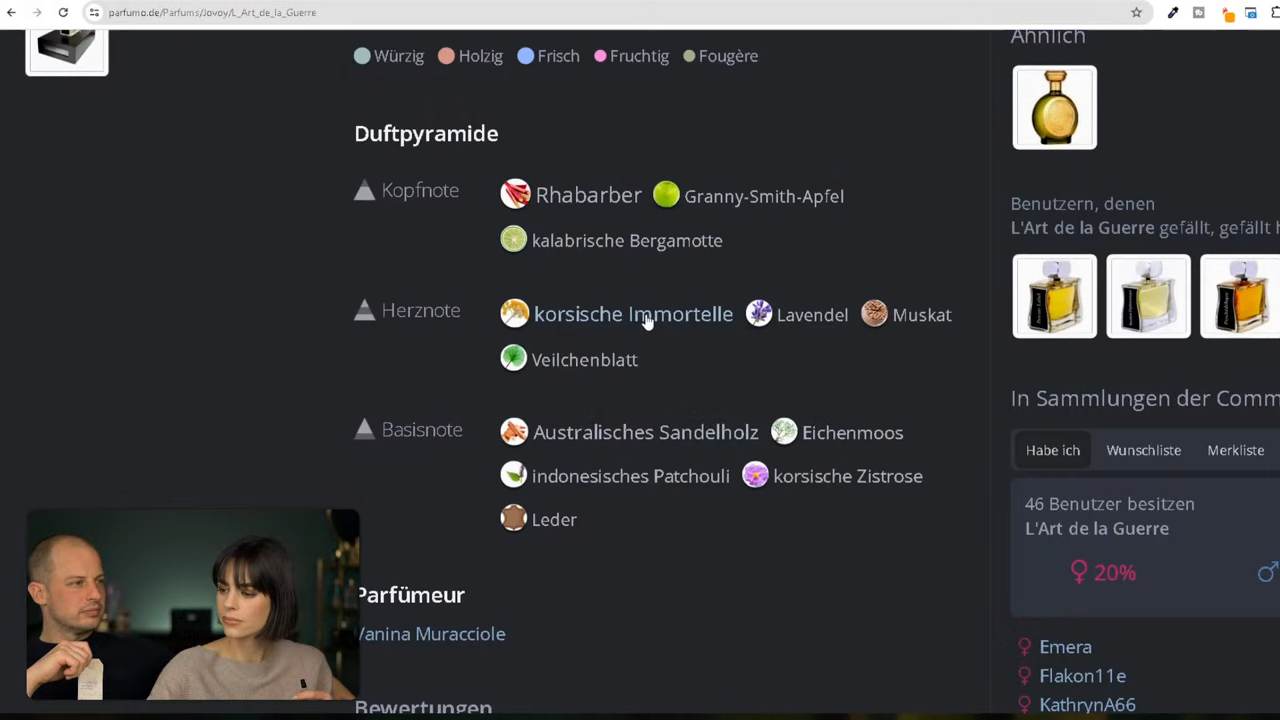 parfumo.de/Parfums/Jovoy/L_Art_de_la_Guerre
Würzig Holzig Frisch Fruchtig Fougère
Duftpyramide
Kopfnote
Rhabarber Granny-Smith-Apfel
kalabrische Bergamotte
Herznote
korsische Immortelle Lavendel Muskat
Veilchenblatt
Basisnote
Australisches Sandelholz Eichenmoos
indonesisches Patchouli korsische Zistrose
Leder
Parfümeur
Vanina Muracciole
Bewertungen
Ähnlich
Benutzern, denen
L'Art de la Guerre gefällt, gefällt h
In Sammlungen der Comm
Habe ich Wunschliste Merkliste
46 Benutzer besitzen
L'Art de la Guerre
♀ 20% ♂
♀ Emera
♀ Flakon11e
♀ KathrynA66